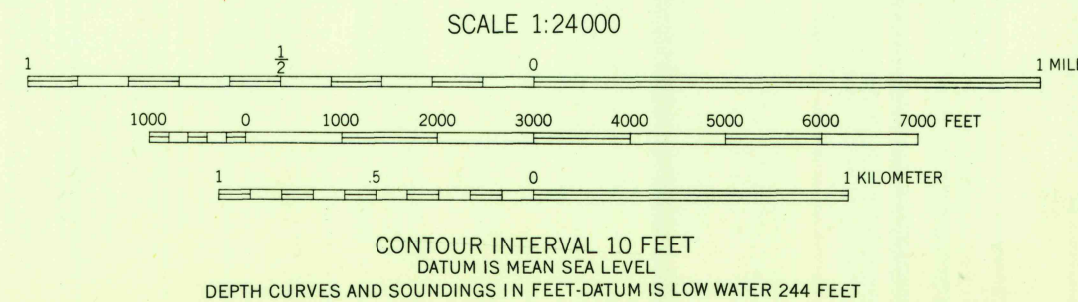 SCALE 1:24000
1 1/2 0 1 MILE
1000 0 1000 2000 3000 4000 5000 6000 7000 FEET
1 .5 0 1 KILOMETER
CONTOUR INTERVAL 10 FEET
DATUM IS MEAN SEA LEVEL
DEPTH CURVES AND SOUNDINGS IN FEET-DATUM IS LOW WATER 244 FEET